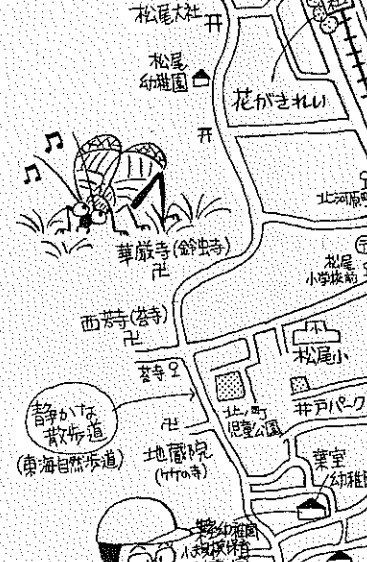 松尾大社
松尾
幼稚園
花がきれい
北河原町
華厳寺(鈴虫寺)
松尾
小学校前
西芳寺(苔寺)
松尾小
苔寺
静かな
散歩道
(東海自然歩道)
北ノ町
児童公園
井戸パーク
地蔵院
(竹の寺)
葉室
幼稚園